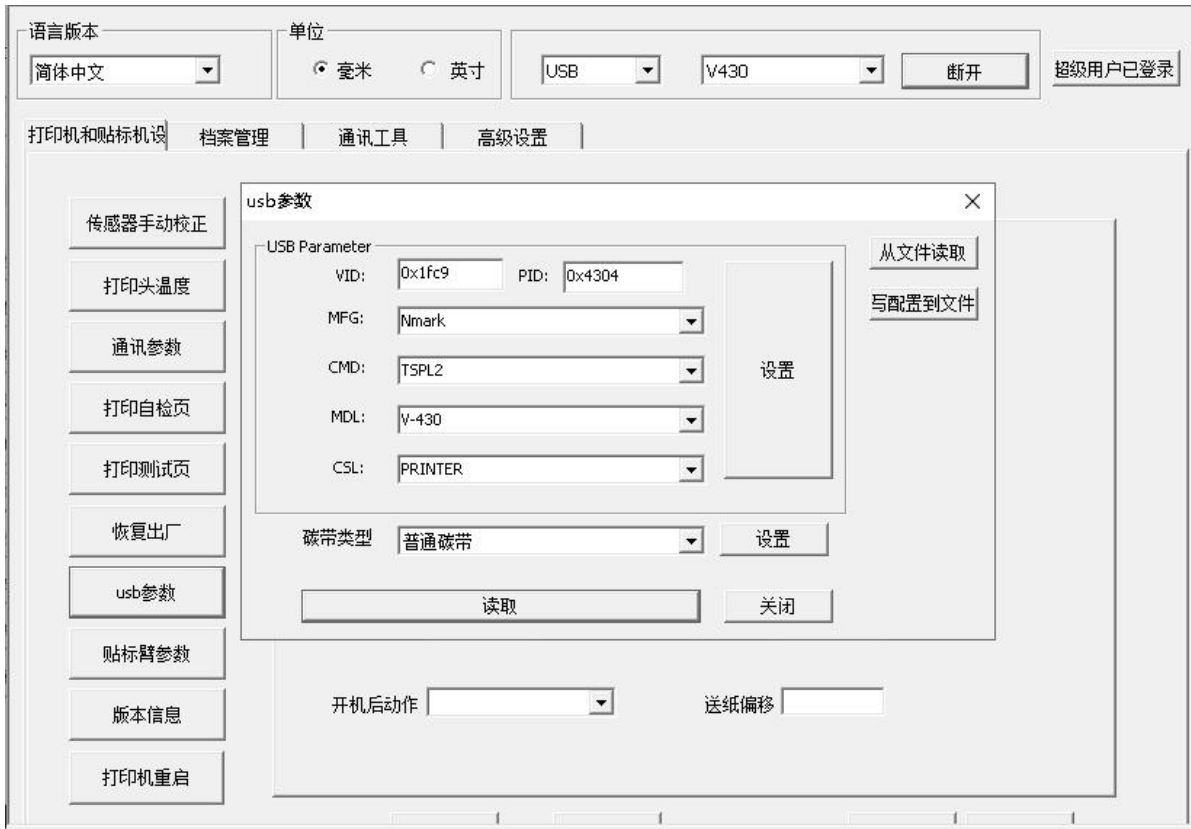 语言版本
单位
简体中文
毫米
英寸
USB
V430
断开
超级用户已登录
打印机和贴标机设
档案管理
通讯工具
高级设置
传感器手动校正
打印头温度
通讯参数
打印自检页
打印测试页
恢复出厂
usb参数
贴标臂参数
版本信息
打印机重启
usb参数
USB Parameter
VID: 0x1fc9 PID: 0x4304
MFG: Nmark
CMD: TSPL2
MDL: V-430
CSL: PRINTER
设置
从文件读取
写配置到文件
碳带类型 普通碳带 设置
读取
关闭
开机后动作
送纸偏移